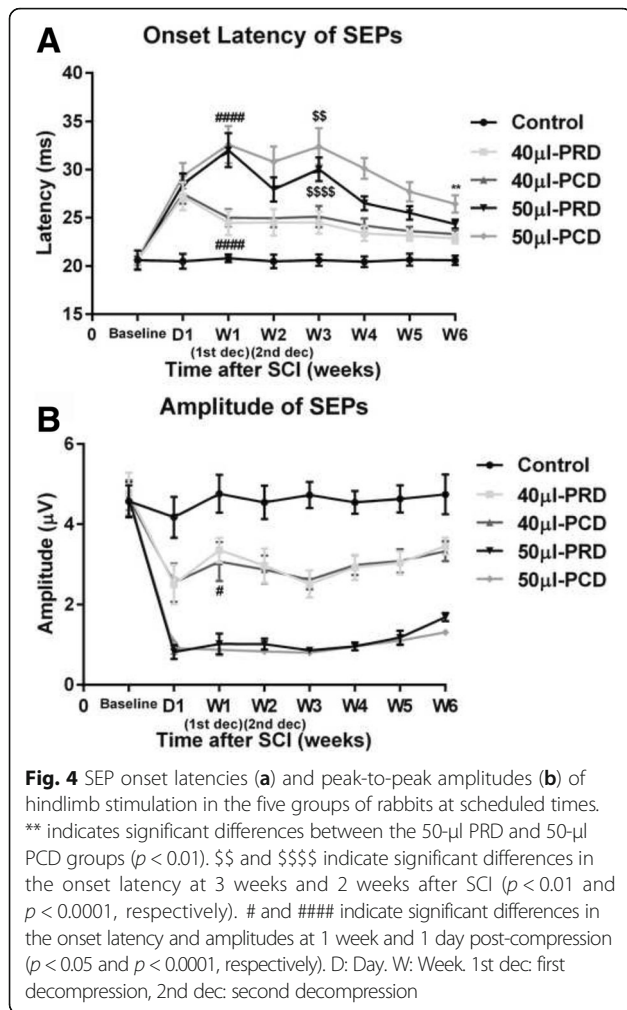 A
Onset Latency of SEPs
40
35
30
25
20
15
Latency (ms)
####
$$
$$$$
####
**
Control
40µl-PRD
40µl-PCD
50µl-PRD
50µl-PCD
0 Baseline D1 W1 W2 W3 W4 W5 W6
(1st dec)(2nd dec)
Time after SCI (weeks)
B
Amplitude of SEPs
6
4
2
0
Amplitude (µV)
#
Control
40µl-PRD
40µl-PCD
50µl-PRD
50µl-PCD
0 Baseline D1 W1 W2 W3 W4 W5 W6
(1st dec)(2nd dec)
Time after SCI (weeks)
Fig. 4 SEP onset latencies (a) and peak-to-peak amplitudes (b) of
hindlimb stimulation in the five groups of rabbits at scheduled times.
** indicates significant differences between the 50-µl PRD and 50-µl
PCD groups (p < 0.01). $$ and $$$$ indicate significant differences in
the onset latency at 3 weeks and 2 weeks after SCI (p < 0.01 and
p < 0.0001, respectively). # and #### indicate significant differences in
the onset latency and amplitudes at 1 week and 1 day post-compression
(p < 0.05 and p < 0.0001, respectively). D: Day. W: Week. 1st dec: first
decompression, 2nd dec: second decompression